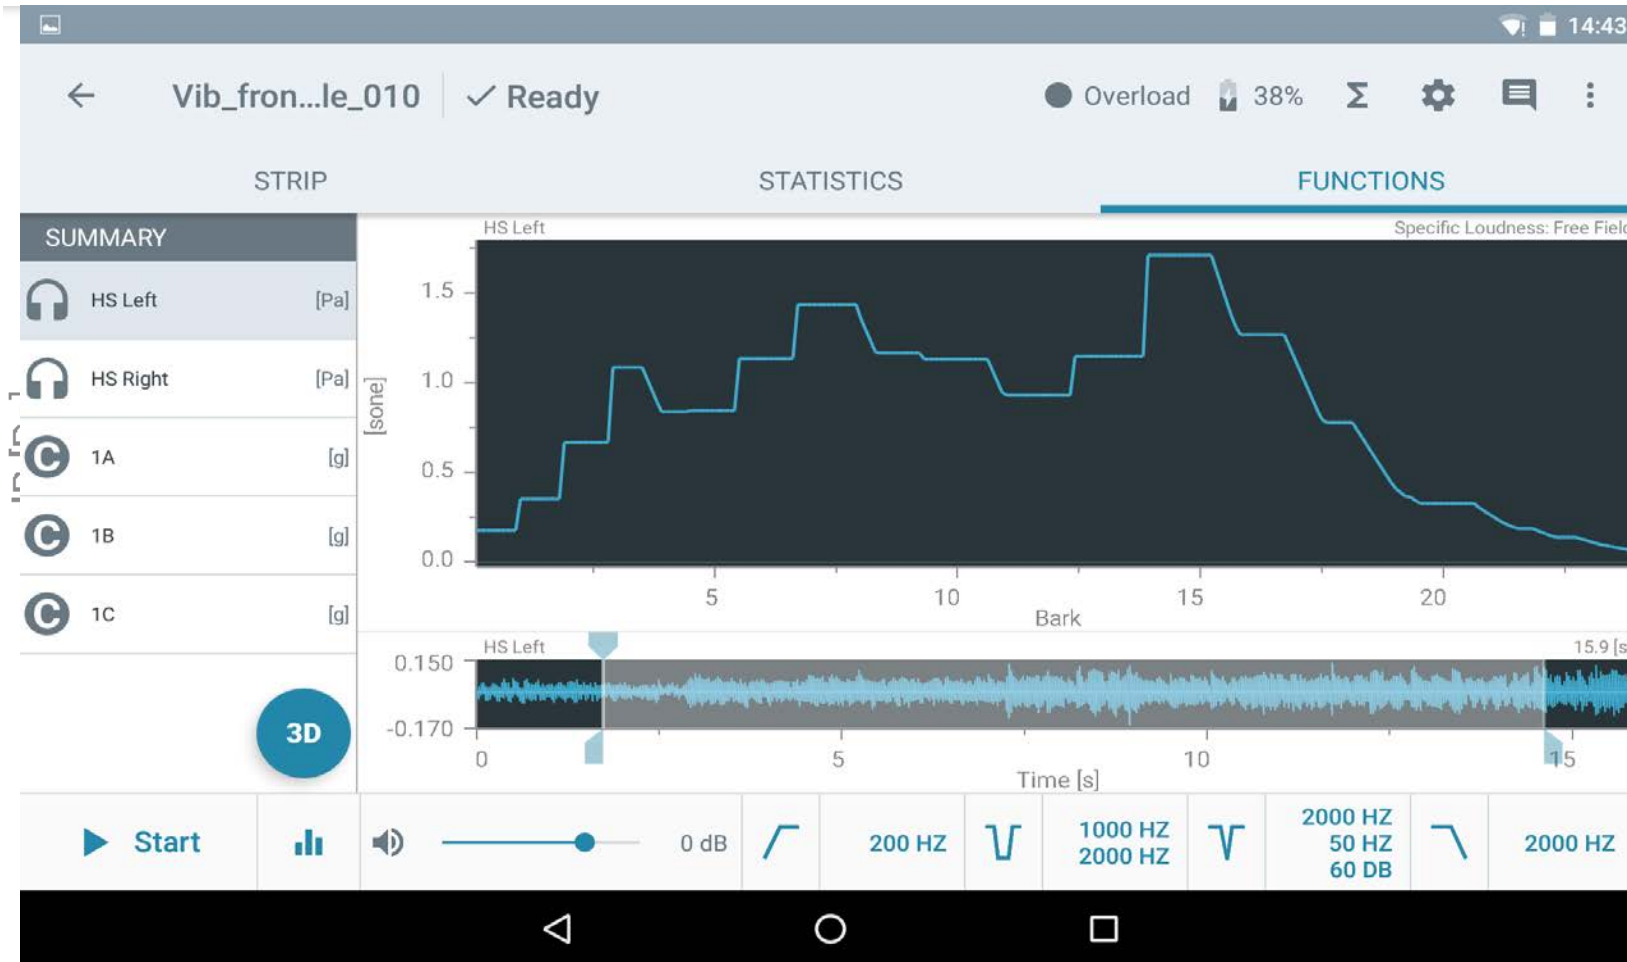 14:43
Vib_fron...le_010
Ready
Overload
38%
Σ
STRIP
STATISTICS
FUNCTIONS
SUMMARY
HS Left [Pa]
HS Right [Pa]
C 1A [g]
C 1B [g]
C 1C [g]
3D
HS Left
Specific Loudness: Free Field
[sone]
1.5
1.0
0.5
0.0
5 10 15 20
Bark
HS Left
15.9 [s
0.150
-0.170
0 5 10 15
Time [s]
Start
0 dB
200 HZ
1000 HZ
2000 HZ
2000 HZ
50 HZ
60 DB
2000 HZ